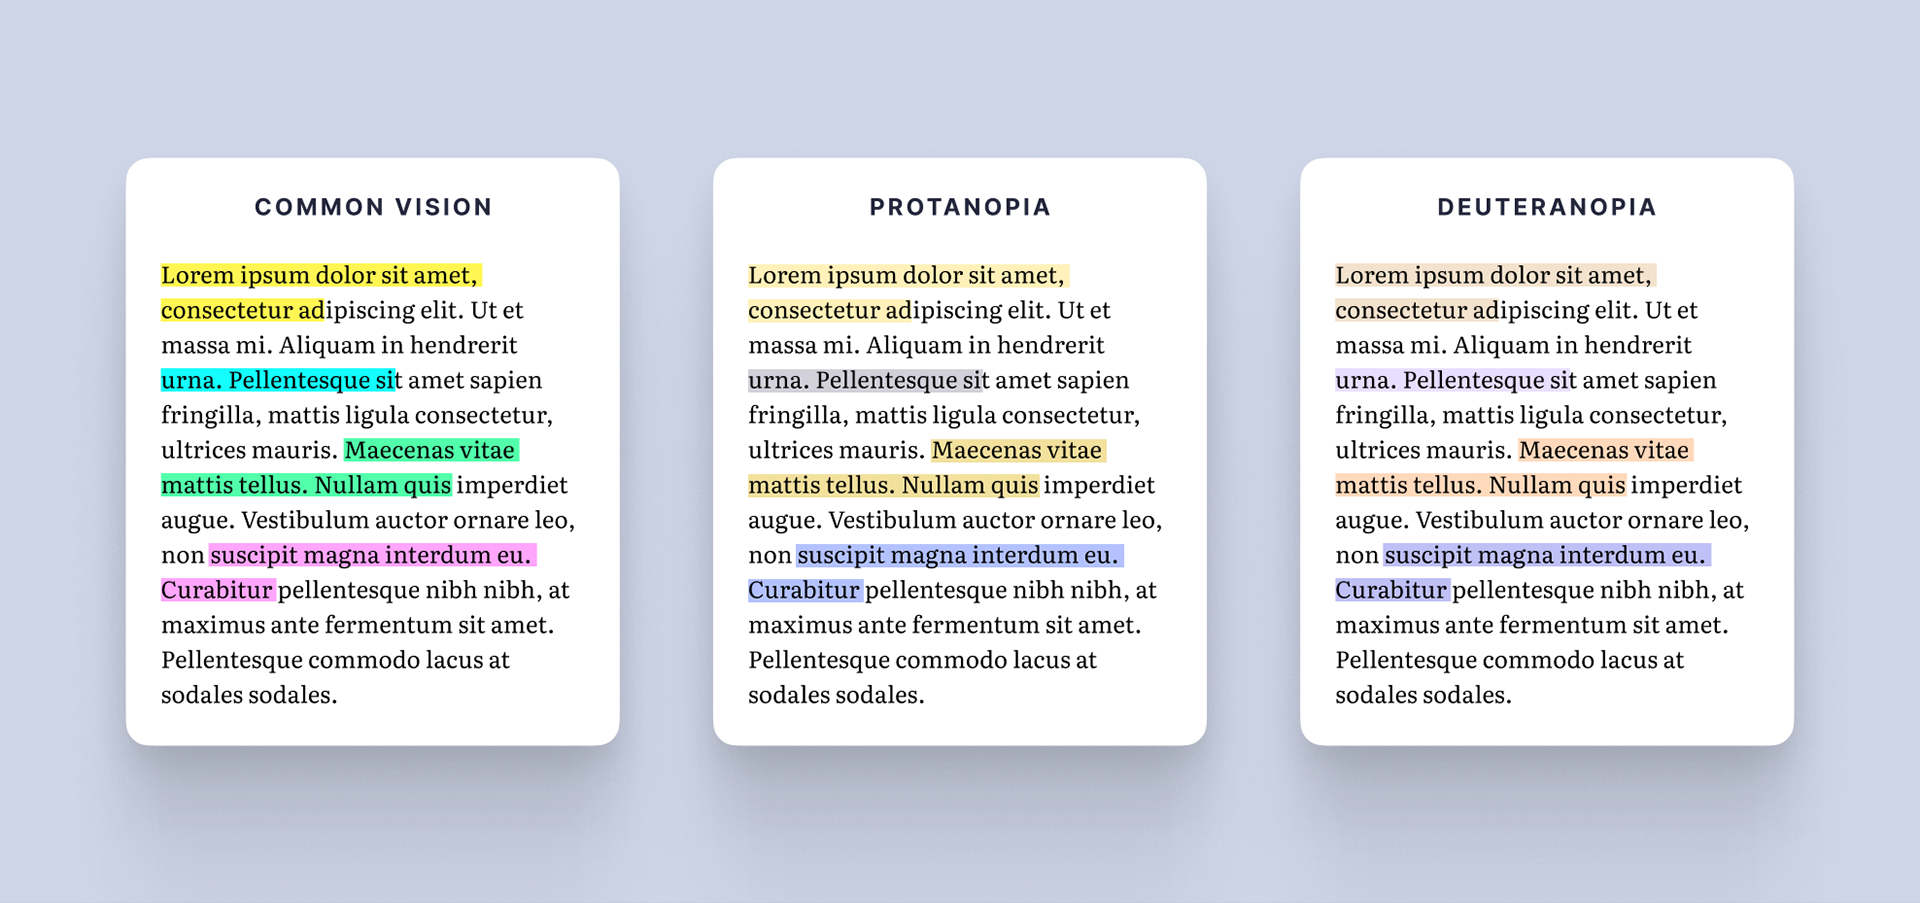 COMMON VISION
Lorem ipsum dolor sit amet,
consectetur adipiscing elit. Ut et
massa mi. Aliquam in hendrerit
urna. Pellentesque sit amet sapien
fringilla, mattis ligula consectetur,
ultrices mauris. Maecenas vitae
mattis tellus. Nullam quis imperdiet
augue. Vestibulum auctor ornare leo,
non suscipit magna interdum eu.
Curabitur pellentesque nibh nibh, at
maximus ante fermentum sit amet.
Pellentesque commodo lacus at
sodales sodales.
PROTANOPIA
Lorem ipsum dolor sit amet,
consectetur adipiscing elit. Ut et
massa mi. Aliquam in hendrerit
urna. Pellentesque sit amet sapien
fringilla, mattis ligula consectetur,
ultrices mauris. Maecenas vitae
mattis tellus. Nullam quis imperdiet
augue. Vestibulum auctor ornare leo,
non suscipit magna interdum eu.
Curabitur pellentesque nibh nibh, at
maximus ante fermentum sit amet.
Pellentesque commodo lacus at
sodales sodales.
DEUTERANOPIA
Lorem ipsum dolor sit amet,
consectetur adipiscing elit. Ut et
massa mi. Aliquam in hendrerit
urna. Pellentesque sit amet sapien
fringilla, mattis ligula consectetur,
ultrices mauris. Maecenas vitae
mattis tellus. Nullam quis imperdiet
augue. Vestibulum auctor ornare leo,
non suscipit magna interdum eu.
Curabitur pellentesque nibh nibh, at
maximus ante fermentum sit amet.
Pellentesque commodo lacus at
sodales sodales.